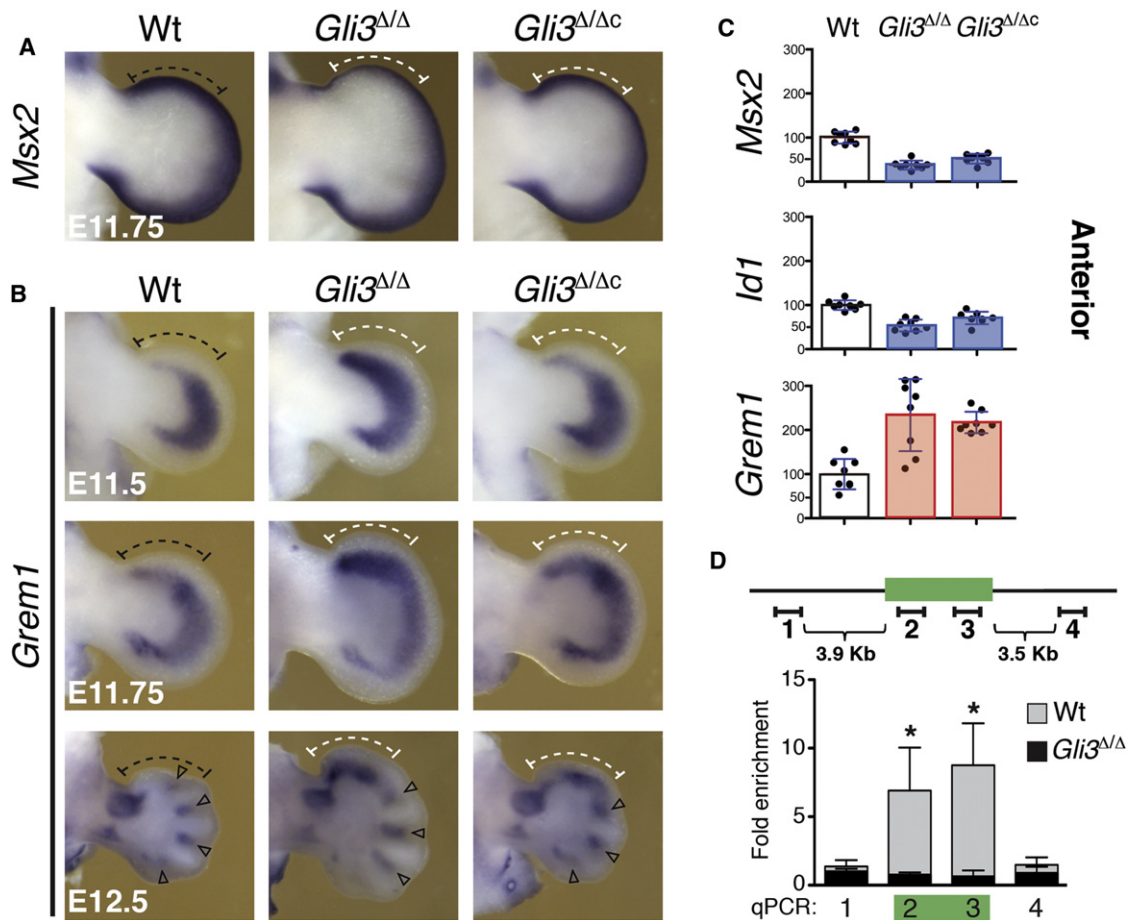 A
Wt
Gli3Δ/Δ
Gli3Δ/Δc
Msx2
E11.75
B
Wt
Gli3Δ/Δ
Gli3Δ/Δc
Grem1
E11.5
E11.75
E12.5
C
Wt
Gli3Δ/Δ
Gli3Δ/Δc
Msx2
300
200
100
50
0
Id1
300
200
100
50
0
Grem1
300
200
100
50
0
Anterior
D
1
2
3
4
3.9 Kb
3.5 Kb
Fold enrichment
15
10
5
0
*
*
Wt
Gli3Δ/Δ
qPCR: 1 2 3 4